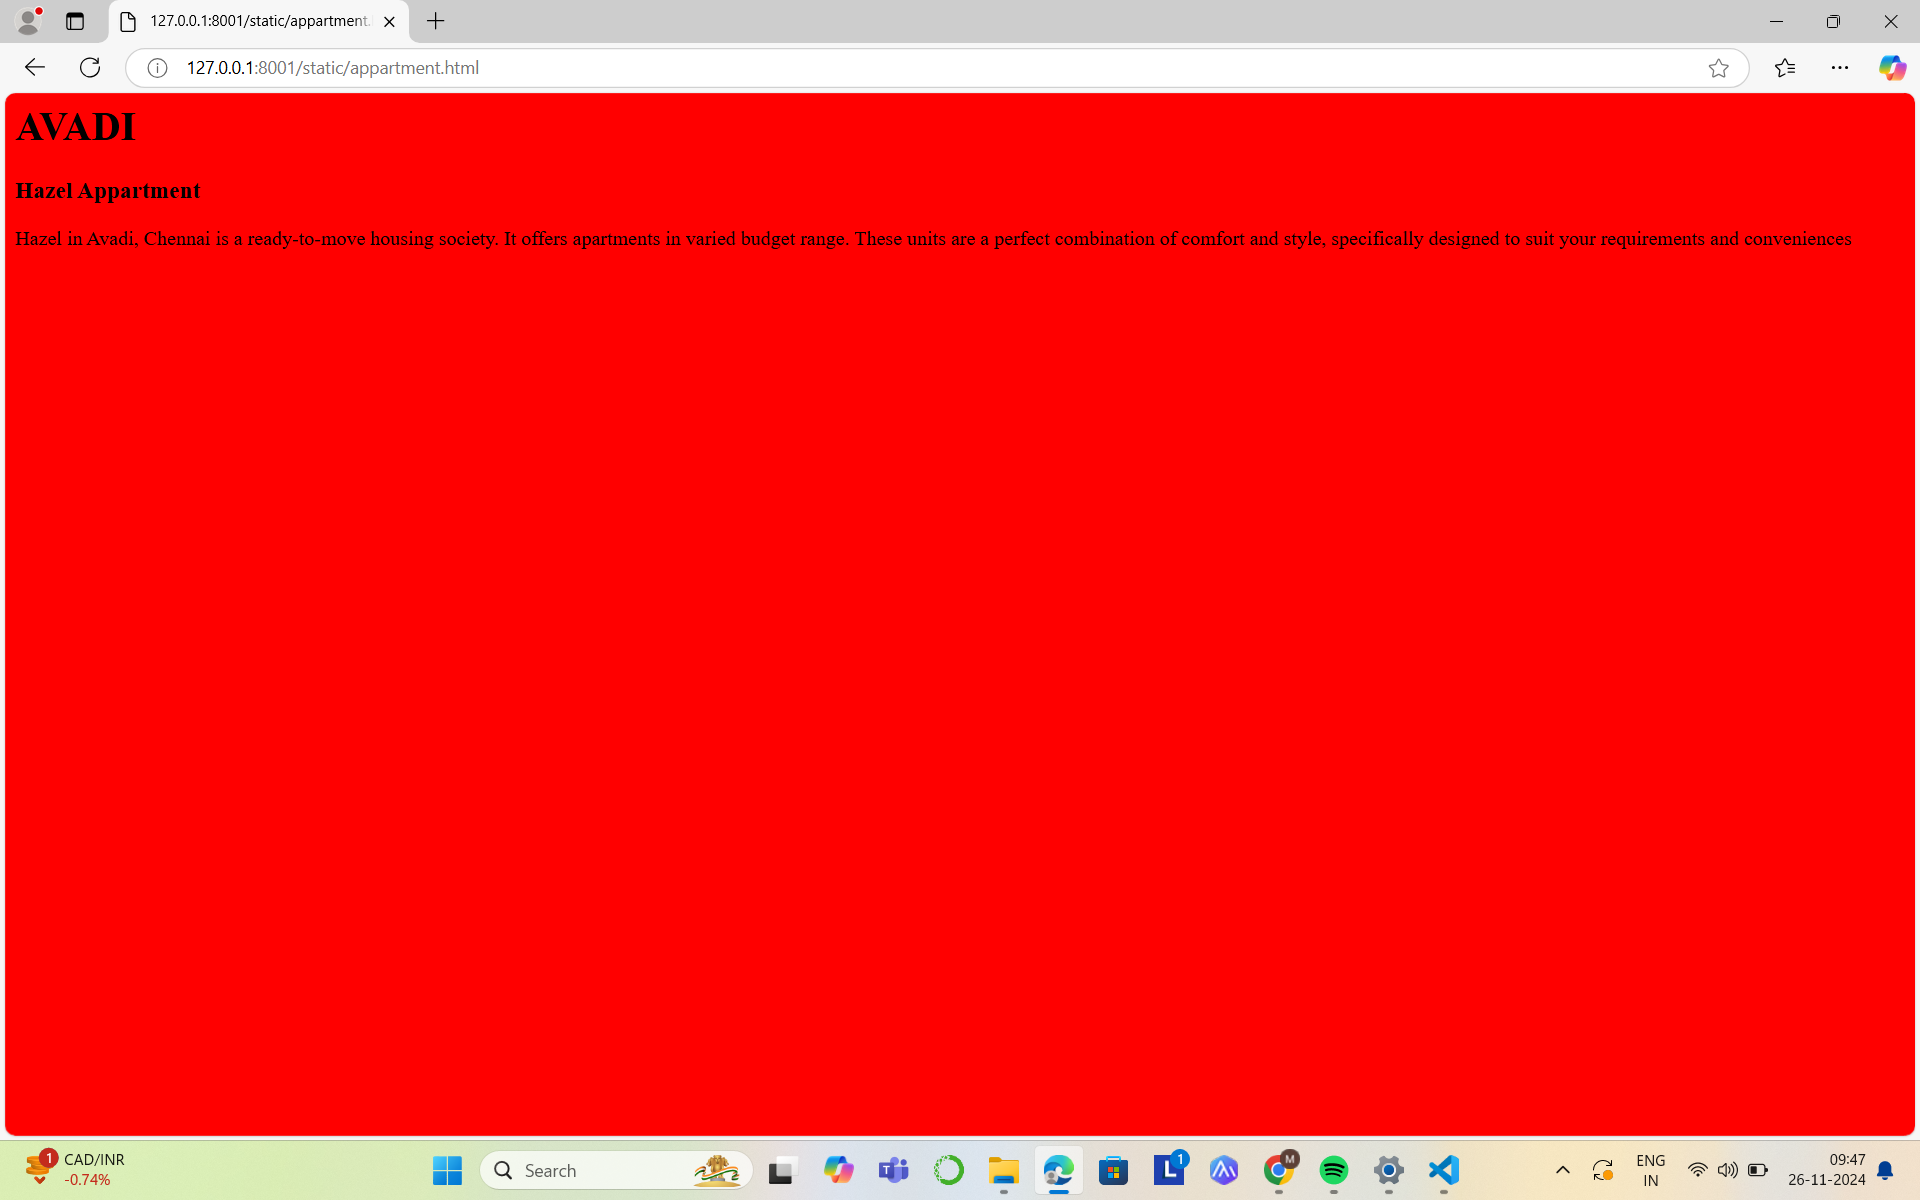 127.0.0.1:8001/static/appartment.
127.0.0.1:8001/static/appartment.html
AVADI
Hazel Appartment
Hazel in Avadi, Chennai is a ready-to-move housing society. It offers apartments in varied budget range. These units are a perfect combination of comfort and style, specifically designed to suit your requirements and conveniences
1
CAD/INR
-0.74%
Search
T
L
1
M
ENG
IN
09:47
26-11-2024